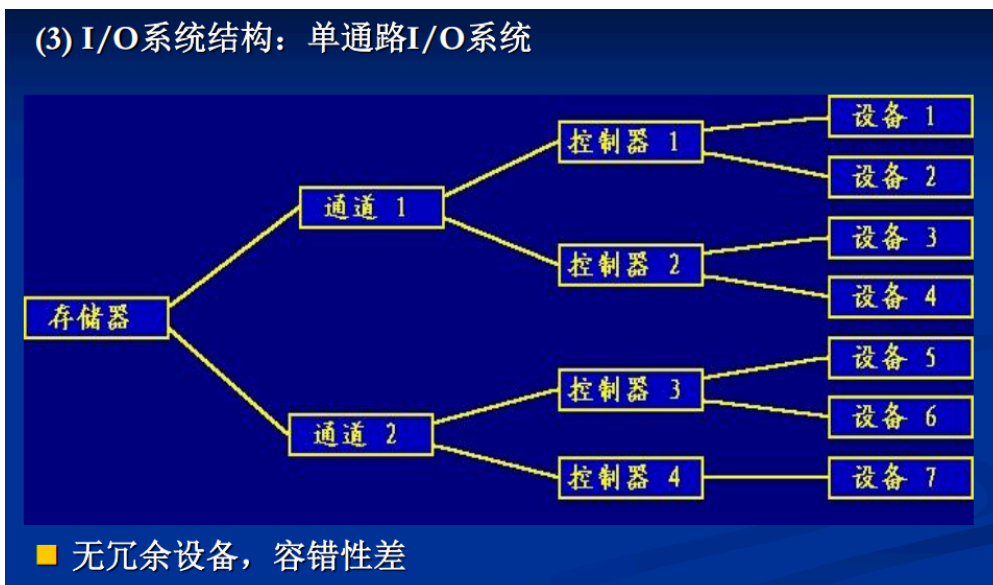 (3) I/O系统结构：单通路I/O系统
设备 1
控制器 1
设备 2
通道 1
设备 3
控制器 2
设备 4
存储器
设备 5
控制器 3
设备 6
通道 2
控制器 4
设备 7
无冗余设备，容错性差